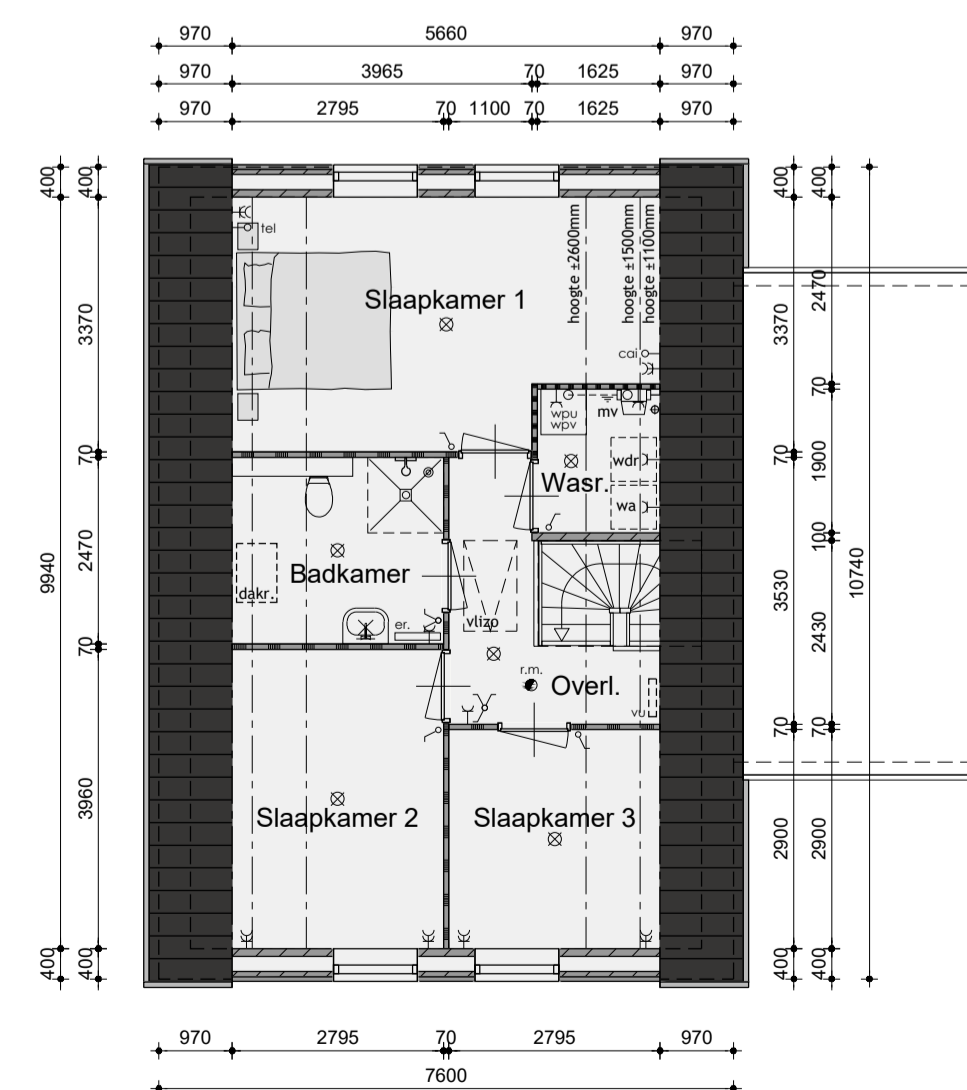 970 5660 970
970 3965 70 1625 970
970 2795 70 1100 70 1625 970
400 400 400 400
tel
hoogte ±2600mm
hoogte ±1500mm
hoogte ±1100mm
Slaapkamer 1
cai
3370
3370
2470
70
wpu
wpv
mv
70
70
1900
wdr
Wasr.
wa
100
9940
2470
Badkamer
dakr.
er.
vlizo
3530
2430
10740
70
r.m.
Overl.
vu
70
70
3960
Slaapkamer 2
Slaapkamer 3
2900
2900
400 400 400 400
970 2795 70 2795 970
7600